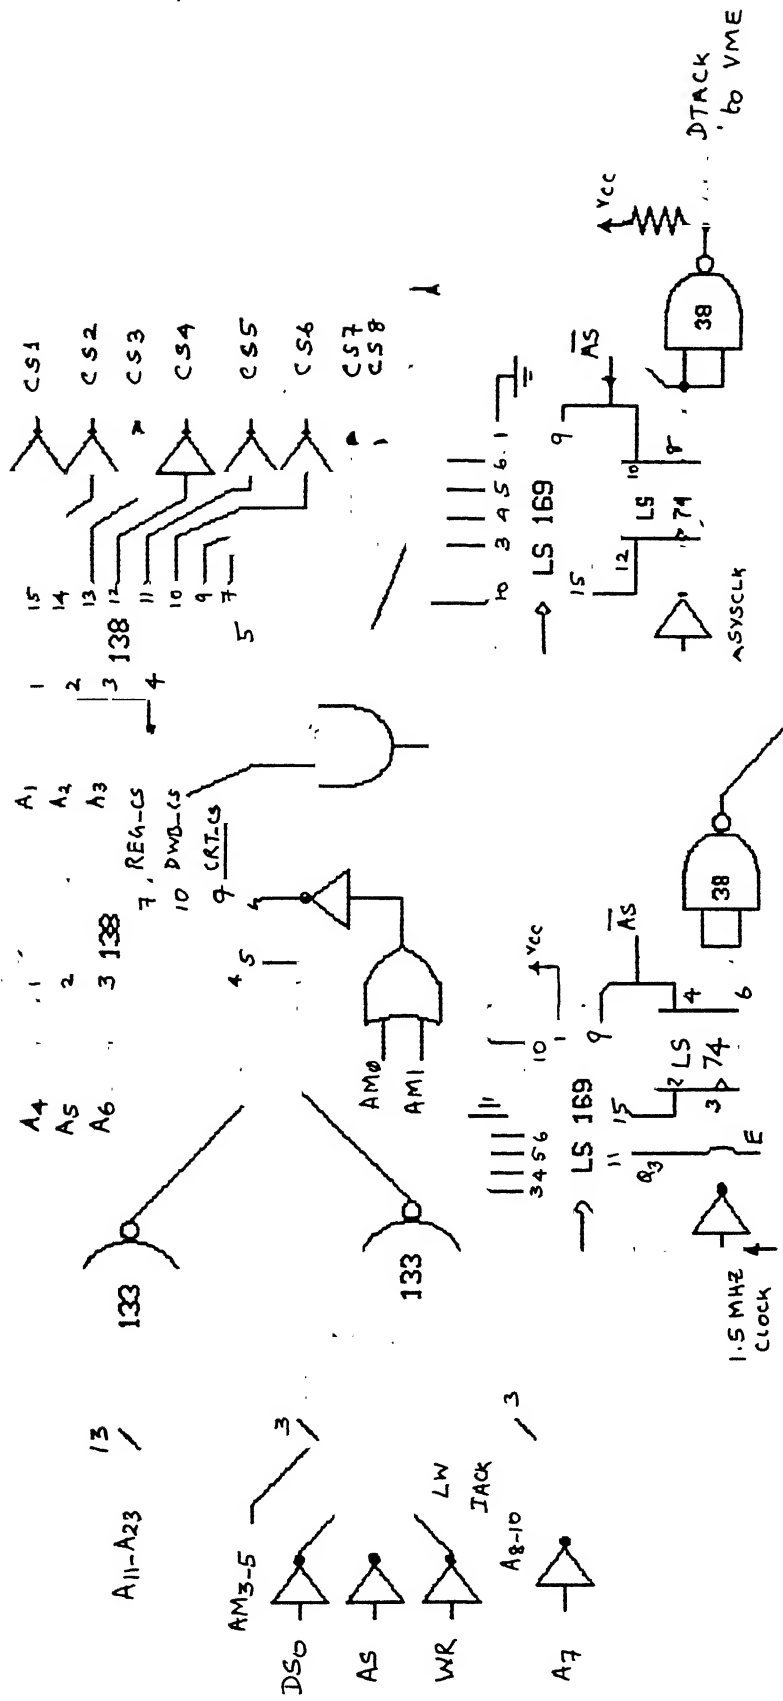 A11-A23
13
AM3-5
3
DS0
AS
WR
LW
IACK
A8-10
3
A7
133
133
A4
A5
A6
1
2
3
138
4
5
7
REG-CS
10
DWB-CS
9
CRT-CS
AM0
AM1
A1
A2
A3
1
2
3
4
138
5
15
14
13
12
11
10
9
7
CS1
CS2
CS3
CS4
CS5
CS6
CS7
CS8
1.5 MHZ
CLOCK
3 4 5 6
LS 169
11
Q3
E
15
10
1
VCC
9
AS
2
LS
74
3
4
6
38
SYSCLK
10
3 4 5 6 1
LS 169
15
9
AS
12
LS
74
10
8
38
VCC
DTACK
to VME